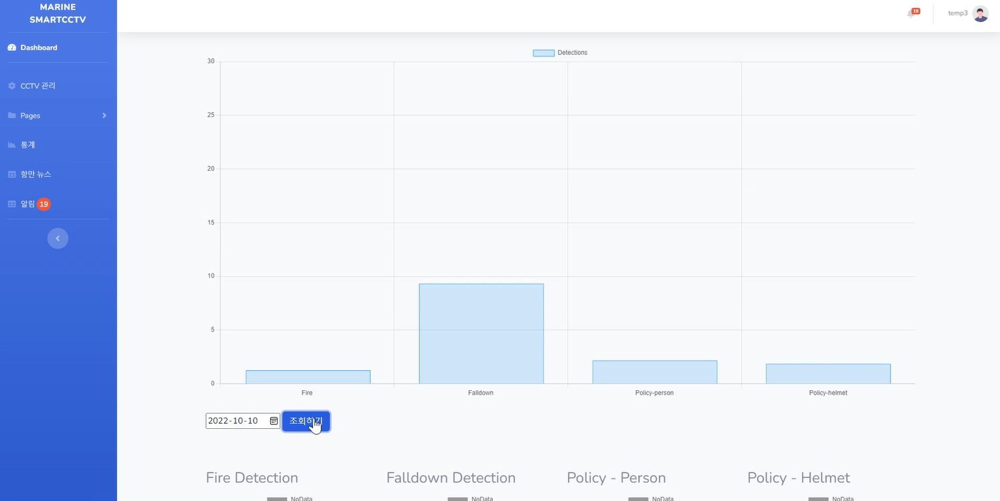 MARINE
SMARTCCTV
19
temp3
Dashboard
CCTV 관리
Pages
통계
항만 뉴스
알림 19
Detections
30
25
20
15
10
5
0
Fire Falldown Policy-person Policy-helmet
2022-10-10 조회하기
Fire Detection Falldown Detection Policy - Person Policy - Helmet
NoData NoData NoData NoData